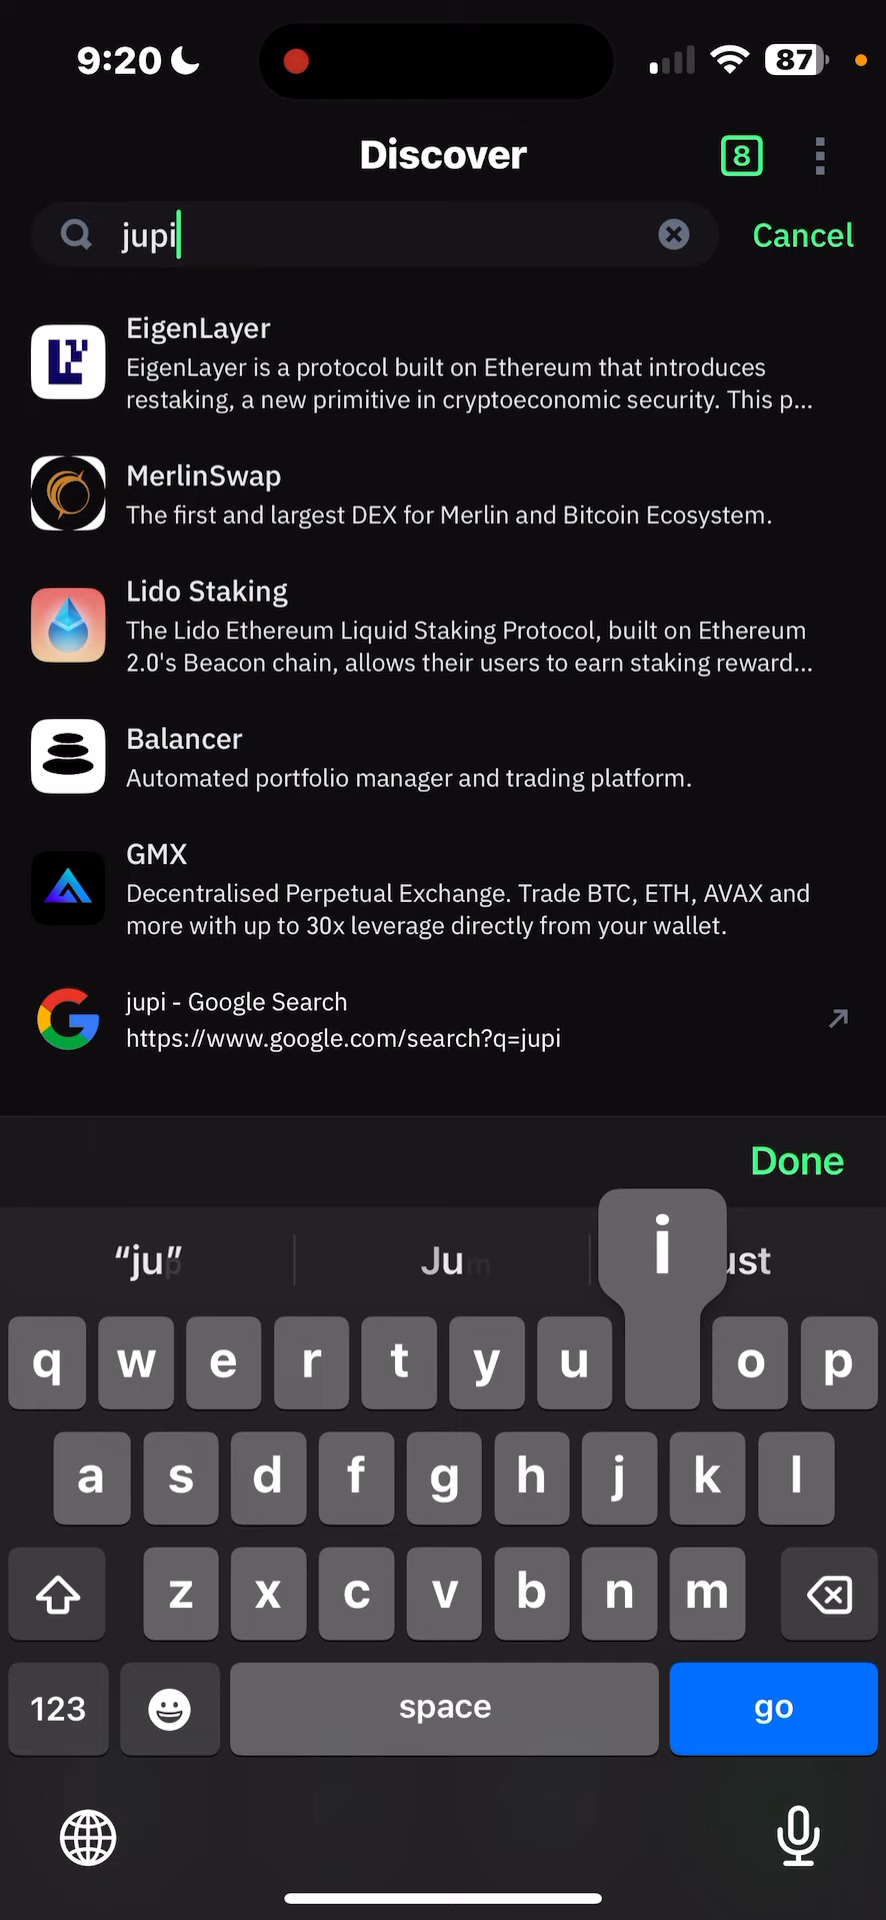 9:20
87
Discover
8
jupi
Cancel
EigenLayer
EigenLayer is a protocol built on Ethereum that introduces
restaking, a new primitive in cryptoeconomic security. This p...
MerlinSwap
The first and largest DEX for Merlin and Bitcoin Ecosystem.
Lido Staking
The Lido Ethereum Liquid Staking Protocol, built on Ethereum
2.0's Beacon chain, allows their users to earn staking reward...
Balancer
Automated portfolio manager and trading platform.
GMX
Decentralised Perpetual Exchange. Trade BTC, ETH, AVAX and
more with up to 30x leverage directly from your wallet.
jupi - Google Search
https://www.google.com/search?q=jupi
Done
i
q w e r t y u o p
a s d f g h j k l
z x c v b n m
123 space go